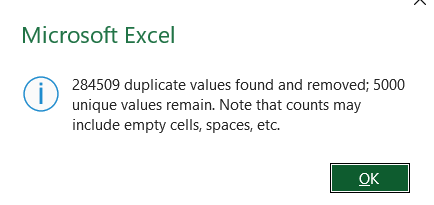 Microsoft Excel
284509 duplicate values found and removed; 5000
unique values remain. Note that counts may
include empty cells, spaces, etc.
OK